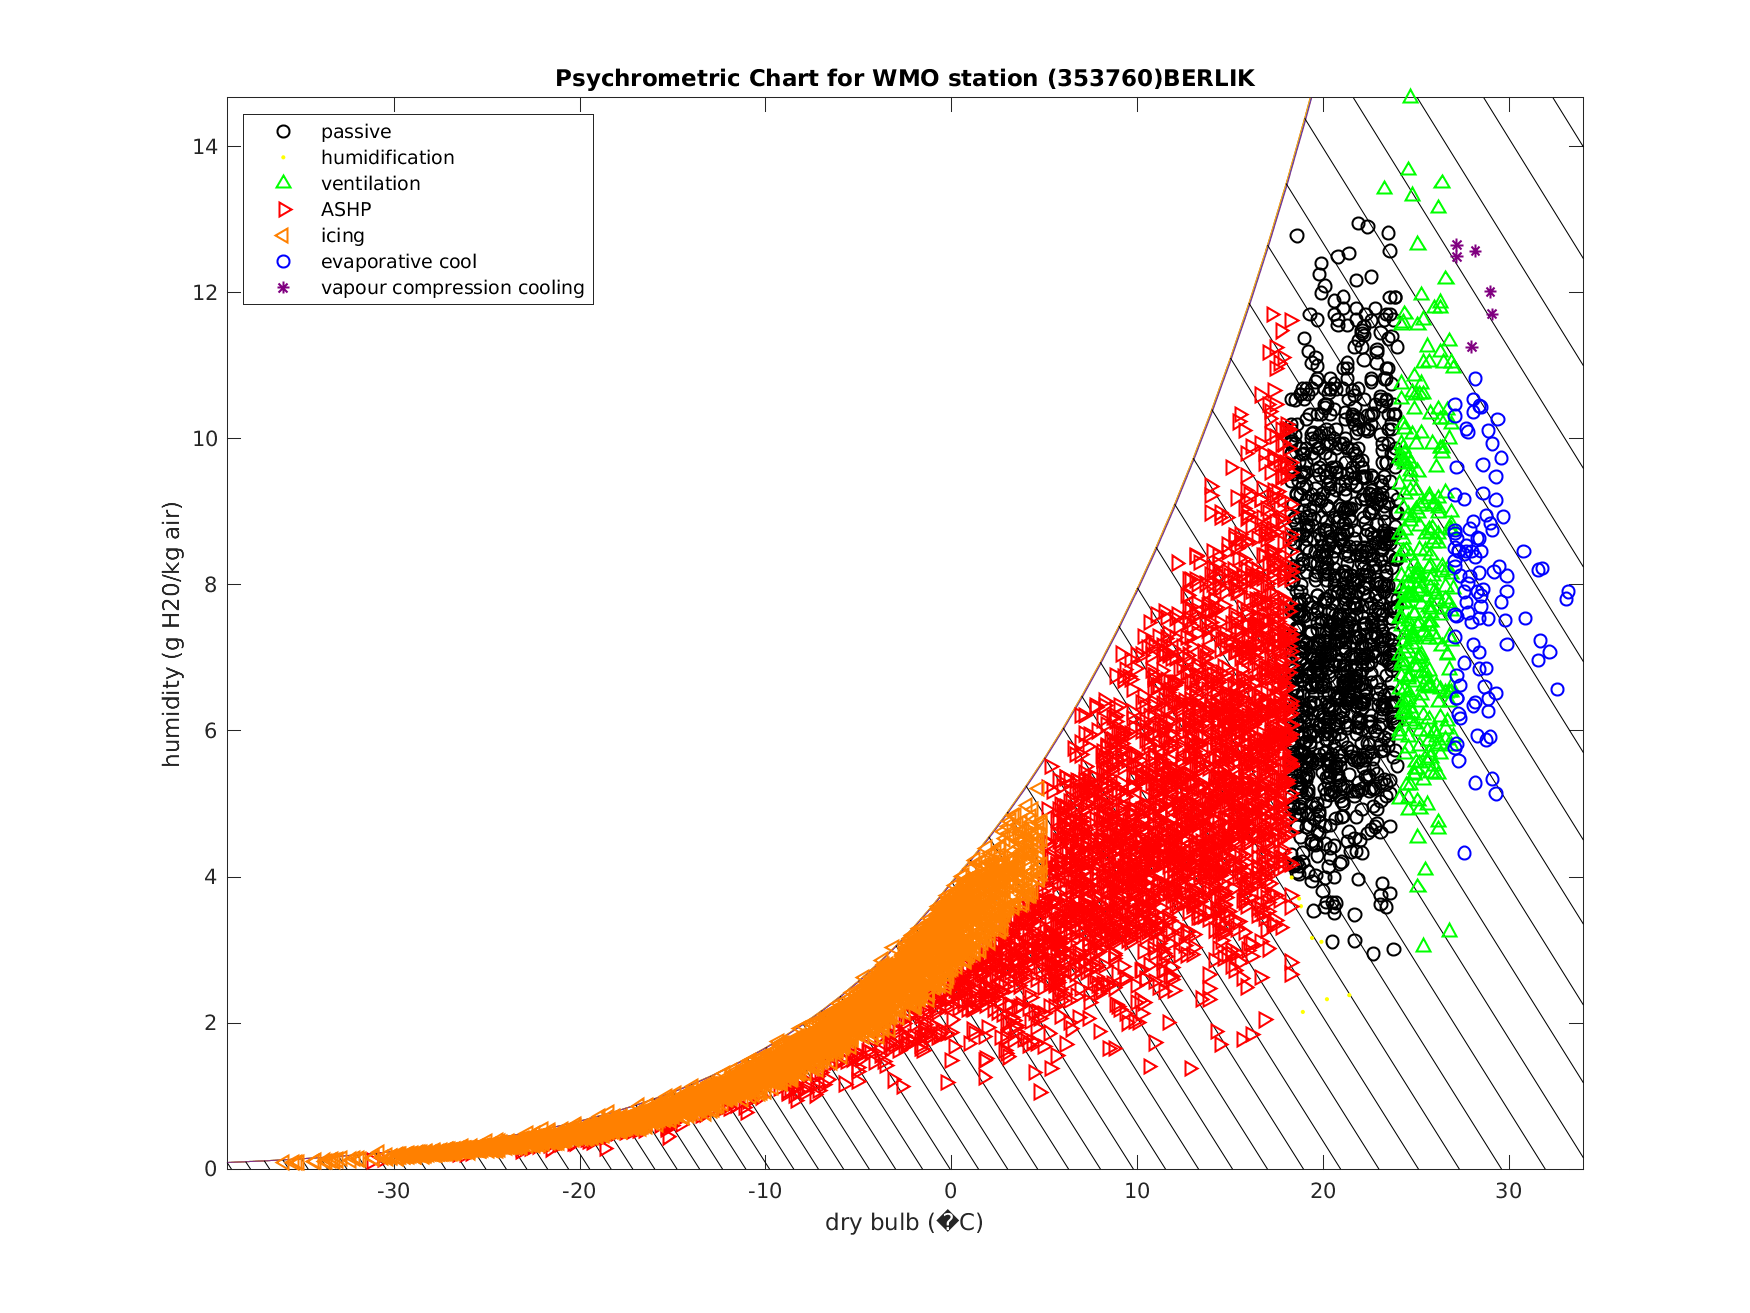 Psychrometric Chart for WMO station (353760)BERLIK
passive
humidification
ventilation
ASHP
icing
evaporative cool
vapour compression cooling
humidity (g H20/kg air)
14
12
10
8
6
4
2
0
-30 -20 -10 0 10 20 30
dry bulb (�C)